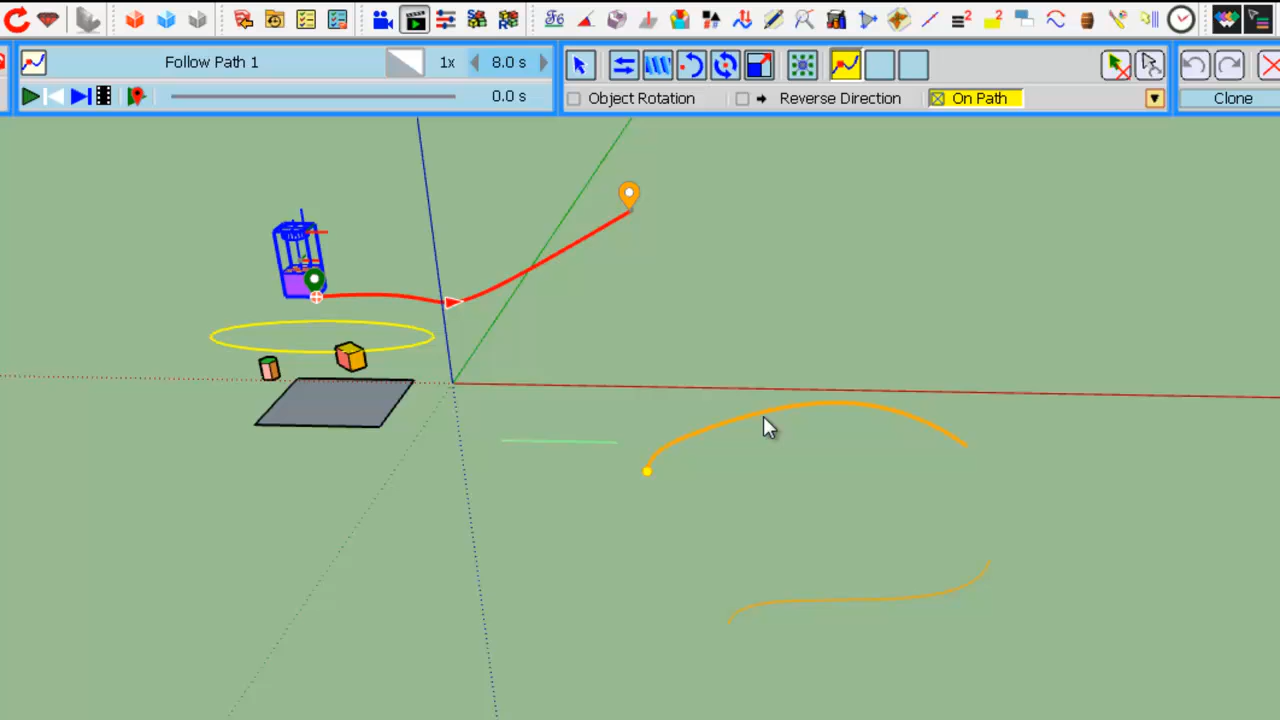 Follow Path 1 1x 8.0 s
0.0 s
Object Rotation Reverse Direction On Path Clone